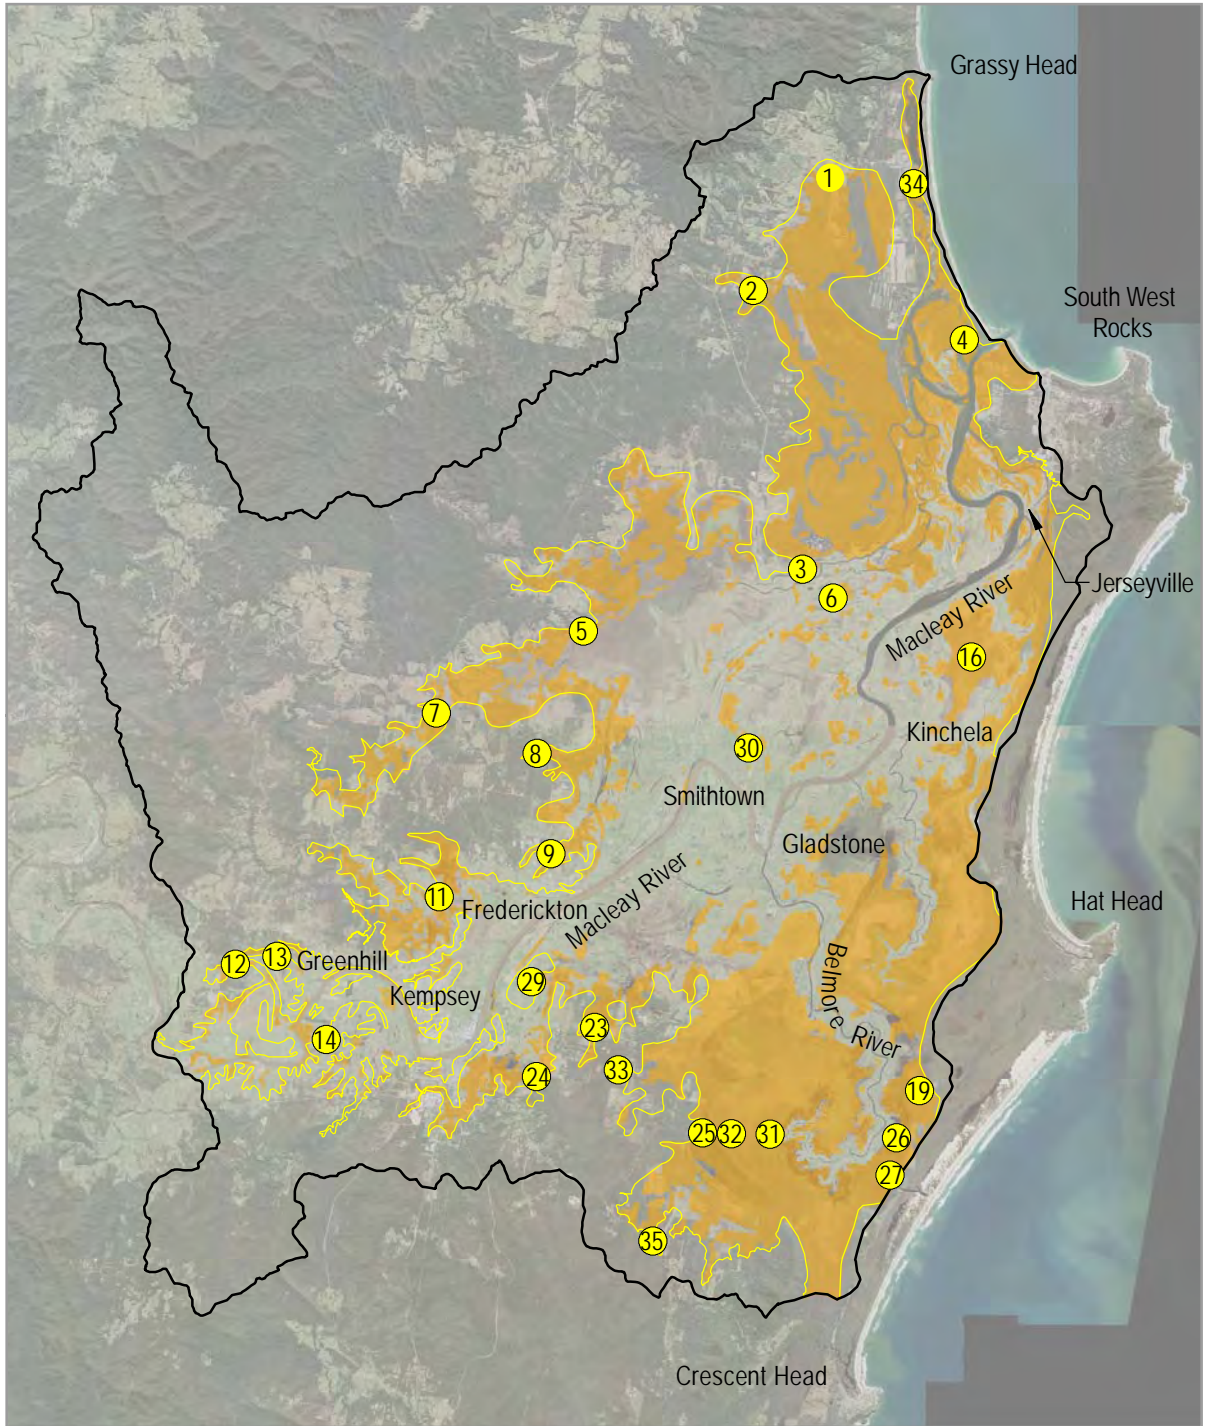 Grassy Head
1
34
2
South West
Rocks
4
3
6
Jerseyville
5
Macleay River
16
7
Kinchela
8
30
Smithtown
Gladstone
9
11
Frederickton
Macleay River
Hat Head
12
13
Greenhill
Kempsey
29
Belmore River
23
14
33
24
19
25
32
31
26
27
35
Crescent Head